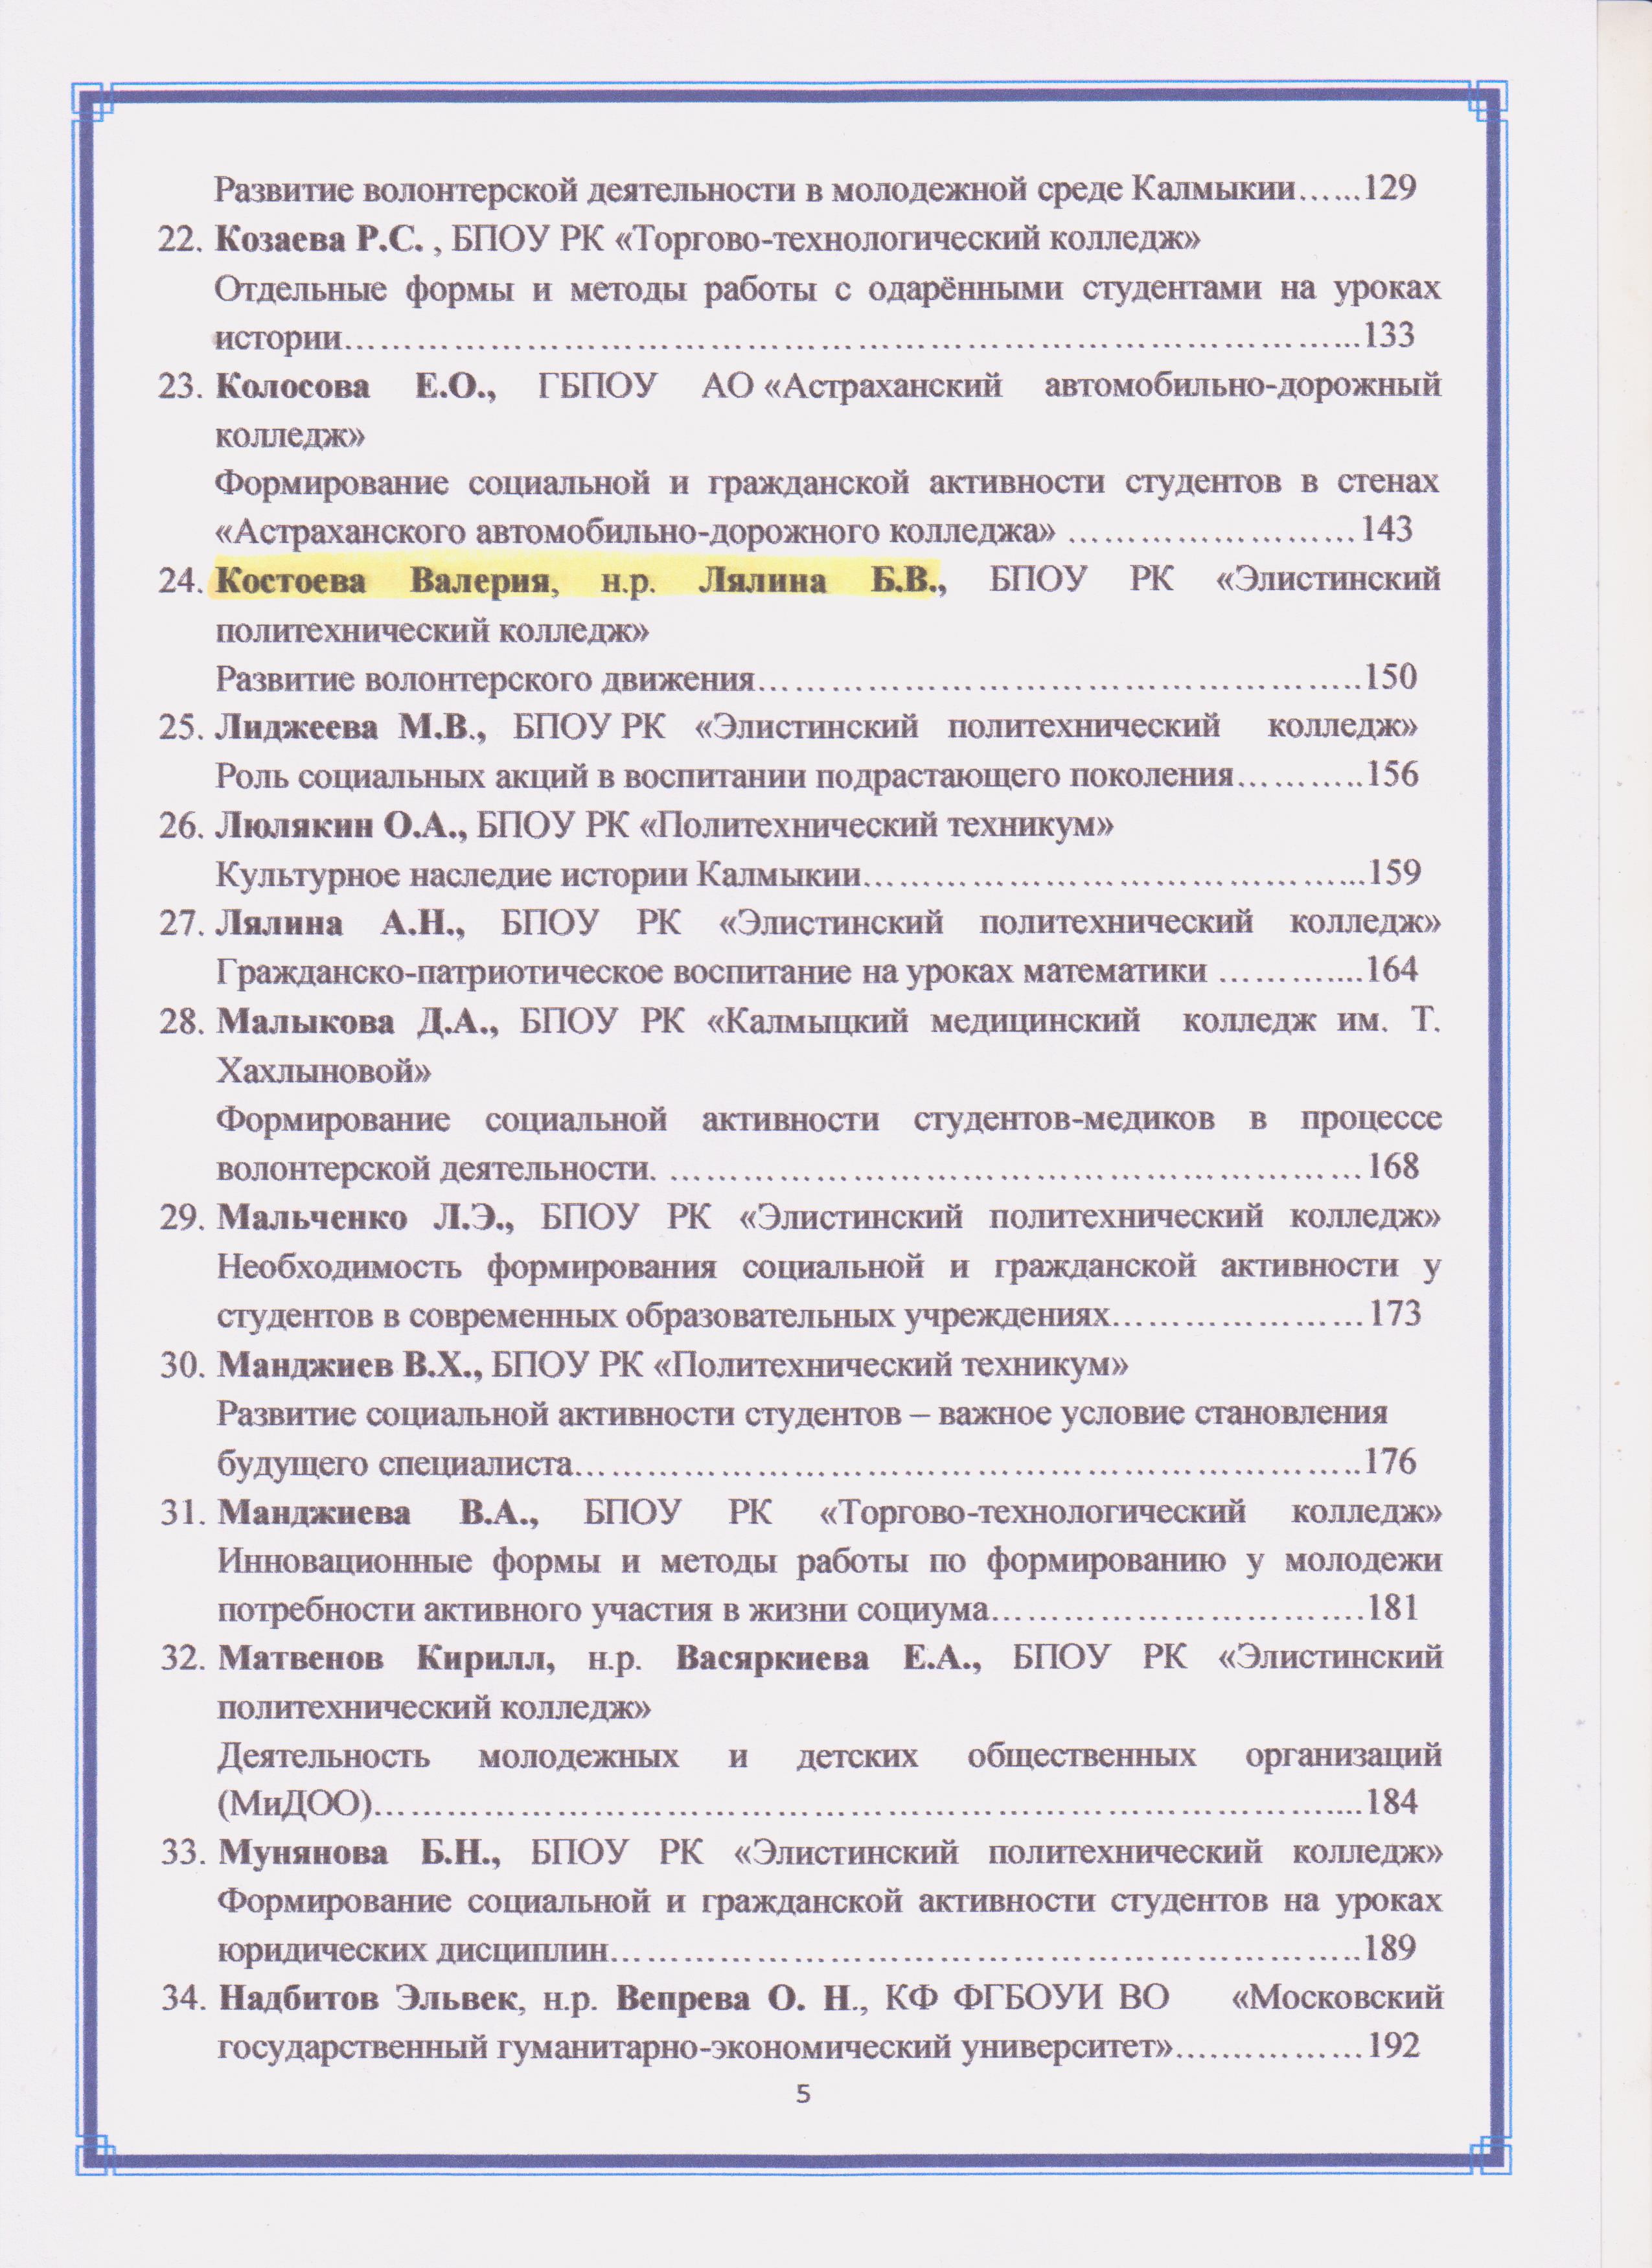 Развитие волонтерской деятельности в молодежной среде Калмыкии......129
22. Козаева Р.С. , БПОУ РК «Торгово-технологический колледж»
Отдельные формы и методы работы с одарёнными студентами на уроках
истории..............................................................................................133
23. Колосова Е.О., ГБПОУ АО «Астраханский автомобильно-дорожный
колледж»
Формирование социальной и гражданской активности студентов в стенах
«Астраханского автомобильно-дорожного колледжа» ........................143
24. Костоева Валерия, н.р. Лялина Б.В., БПОУ РК «Элистинский
политехнический колледж»
Развитие волонтерского движения......................................................150
25. Лиджеева М.В., БПОУ РК «Элистинский политехнический колледж»
Роль социальных акций в воспитании подрастающего поколения...........156
26. Люлякин О.А., БПОУ РК «Политехнический техникум»
Культурное наследие истории Калмыкии.............................................159
27. Лялина А.Н., БПОУ РК «Элистинский политехнический колледж»
Гражданско-патриотическое воспитание на уроках математики .............164
28. Малыкова Д.А., БПОУ РК «Калмыцкий медицинский колледж им. Т.
Хахлыновой»
Формирование социальной активности студентов-медиков в процессе
волонтерской деятельности. ..............................................................168
29. Мальченко Л.Э., БПОУ РК «Элистинский политехнический колледж»
Необходимость формирования социальной и гражданской активности у
студентов в современных образовательных учреждениях.....................173
30. Манджиев В.Х., БПОУ РК «Политехнический техникум»
Развитие социальной активности студентов – важное условие становления
будущего специалиста.......................................................................176
31. Манджиева В.А., БПОУ РК «Торгово-технологический колледж»
Инновационные формы и методы работы по формированию у молодежи
потребности активного участия в жизни социума.................................181
32. Матвенов Кирилл, н.р. Васяркиева Е.А., БПОУ РК «Элистинский
политехнический колледж»
Деятельность молодежных и детских общественных организаций
(МиДОО)..........................................................................................184
33. Мунянова Б.Н., БПОУ РК «Элистинский политехнический колледж»
Формирование социальной и гражданской активности студентов на уроках
юридических дисциплин....................................................................189
34. Надбитов Эльвек, н.р. Вепрева О. Н., КФ ФГБОУИ ВО «Московский
государственный гуманитарно-экономический университет».................192
5